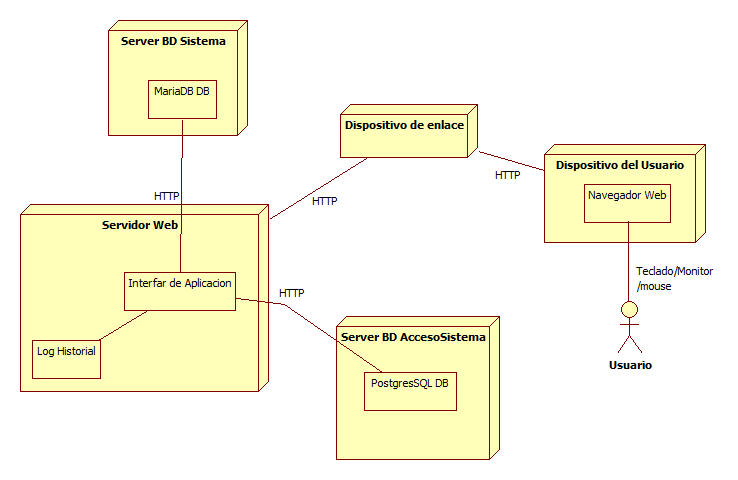 Server BD Sistema
MariaDB DB
Dispositivo de enlace
Dispositivo del Usuario
HTTP
Navegador Web
HTTP
HTTP
Servidor Web
Teclado/Monitor
/mouse
Interfar de Aplicacion
HTTP
Server BD AccesoSistema
Log Historial
Usuario
PostgresSQL DB